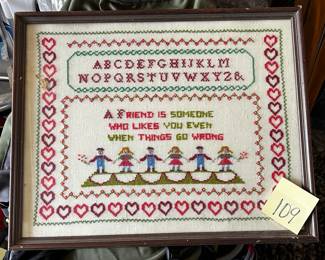 ABCDEFGHIJKLM
NOPQRSTUVWXYZ&
A FRIEND IS SOMEONE
WHO LIKES YOU EVEN
WHEN THINGS GO WRONG
109